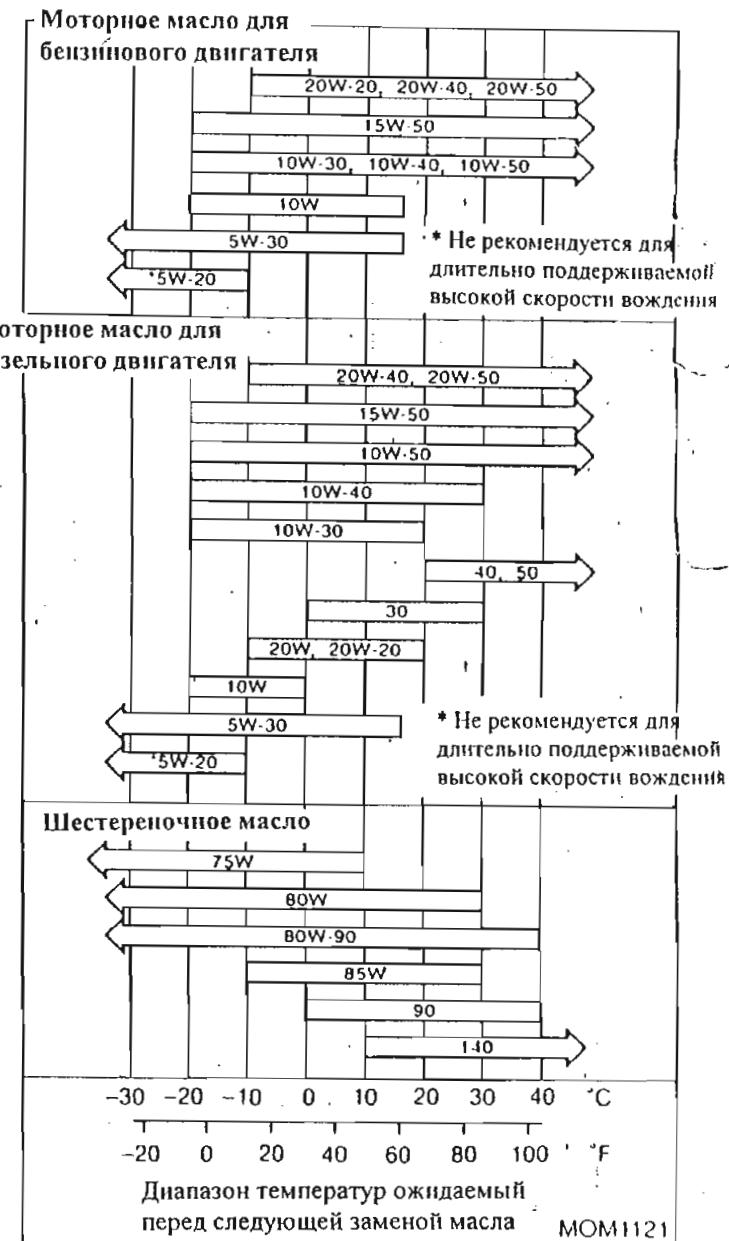 Моторное масло для
бензинового двигателя
20W-20, 20W-40, 20W-50
15W-50
10W-30, 10W-40, 10W-50
10W
5W-30
* Не рекомендуется для
длительно поддерживаемой
высокой скорости вождения
*5W-20
оторное масло для
зельного двигателя
20W-40, 20W-50
15W-50
10W-50
10W-40
10W-30
40, 50
30
20W, 20W-20
10W
5W-30
* Не рекомендуется для
длительно поддерживаемой
высокой скорости вождения
*5W-20
Шестереночное масло
75W
80W
80W-90
85W
90
140
-30 -20 -10 0 10 20 30 40 °C
-20 0 20 40 60 80 100 °F
Диапазон температур ожидаемый
перед следующей заменой масла
MOM1121